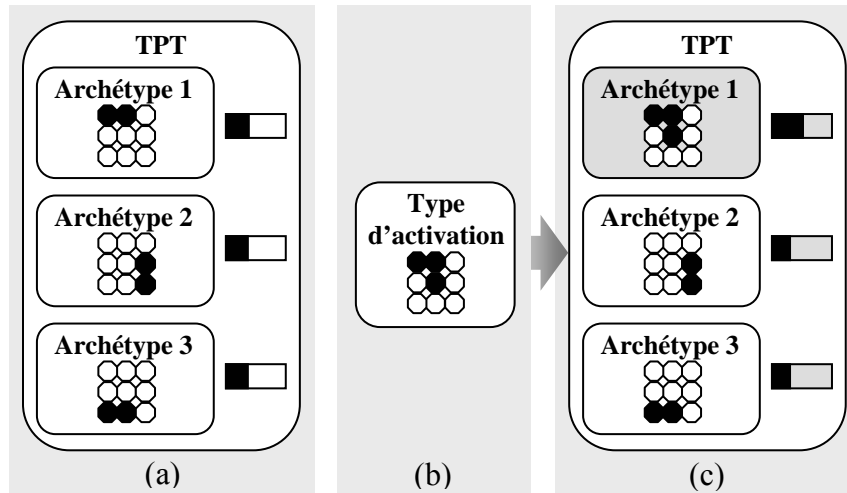 TPT
Archétype 1
Archétype 2
Archétype 3
(a)
Type
d’activation
(b)
TPT
Archétype 1
Archétype 2
Archétype 3
(c)